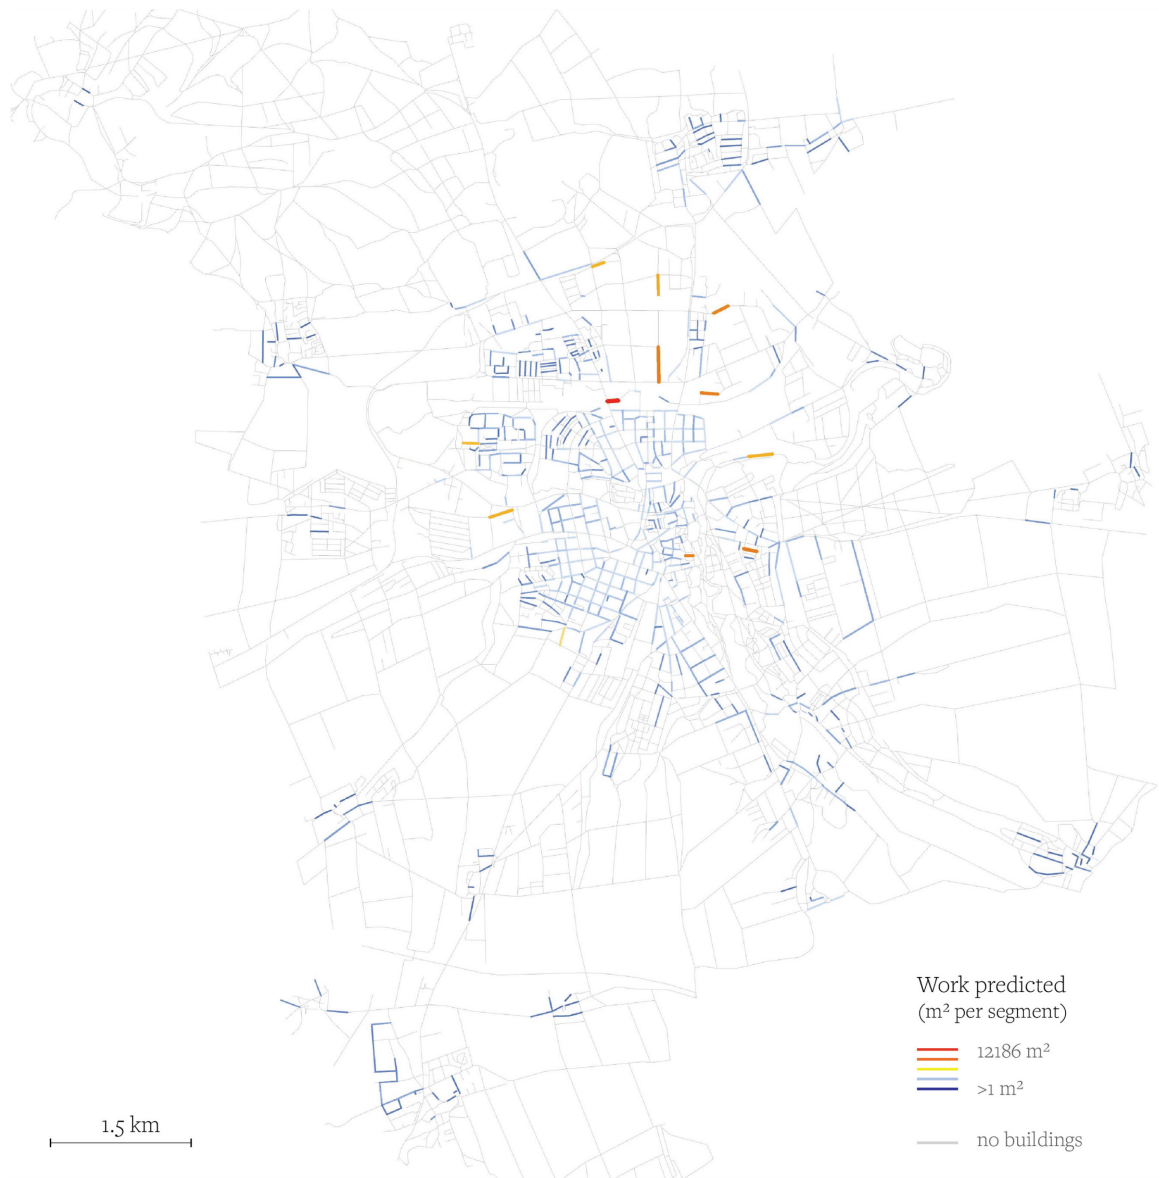 Work predicted
(m² per segment)
12186 m²
>1 m²
no buildings
1.5 km